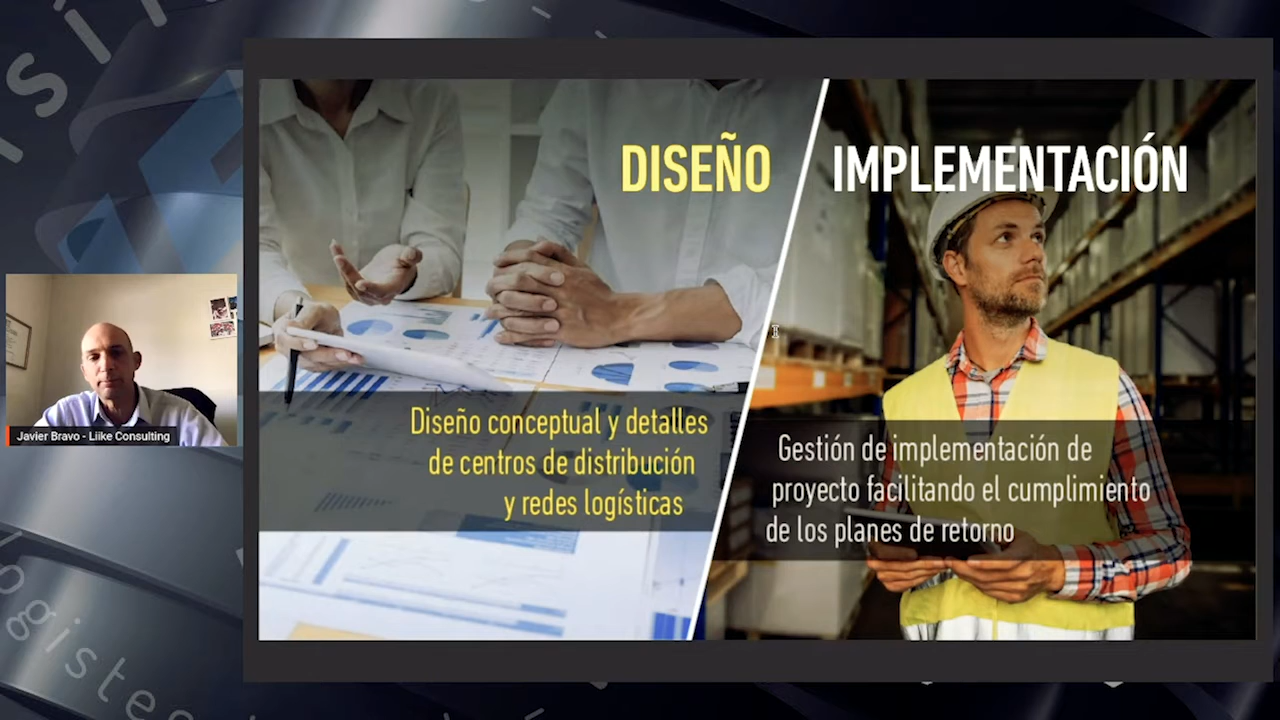 DISEÑO
IMPLEMENTACIÓN
Diseño conceptual y detalles
de centros de distribución
y redes logísticas
Gestión de implementación de
proyecto facilitando el cumplimiento
de los planes de retorno
Javier Bravo - Liike Consulting